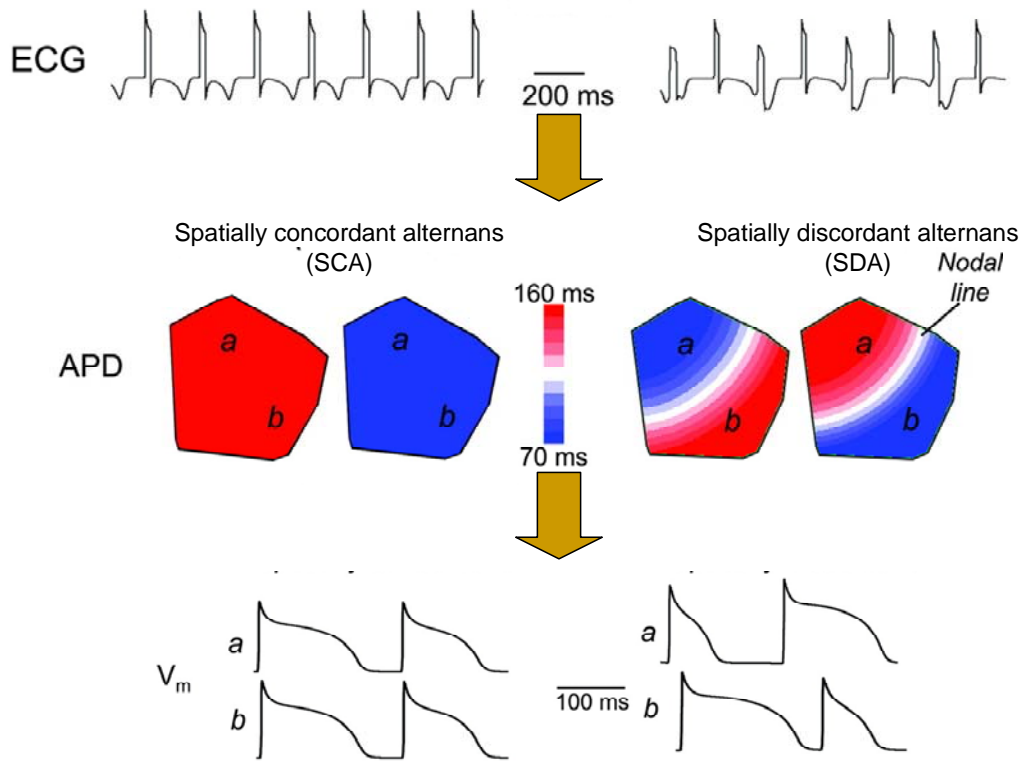 ECG
200 ms
Spatially concordant alternans
(SCA)
Spatially discordant alternans
(SDA)
Nodal
line
160 ms
a
a
a
a
APD
b
b
b
b
70 ms
a
a
Vm
100 ms
b
b